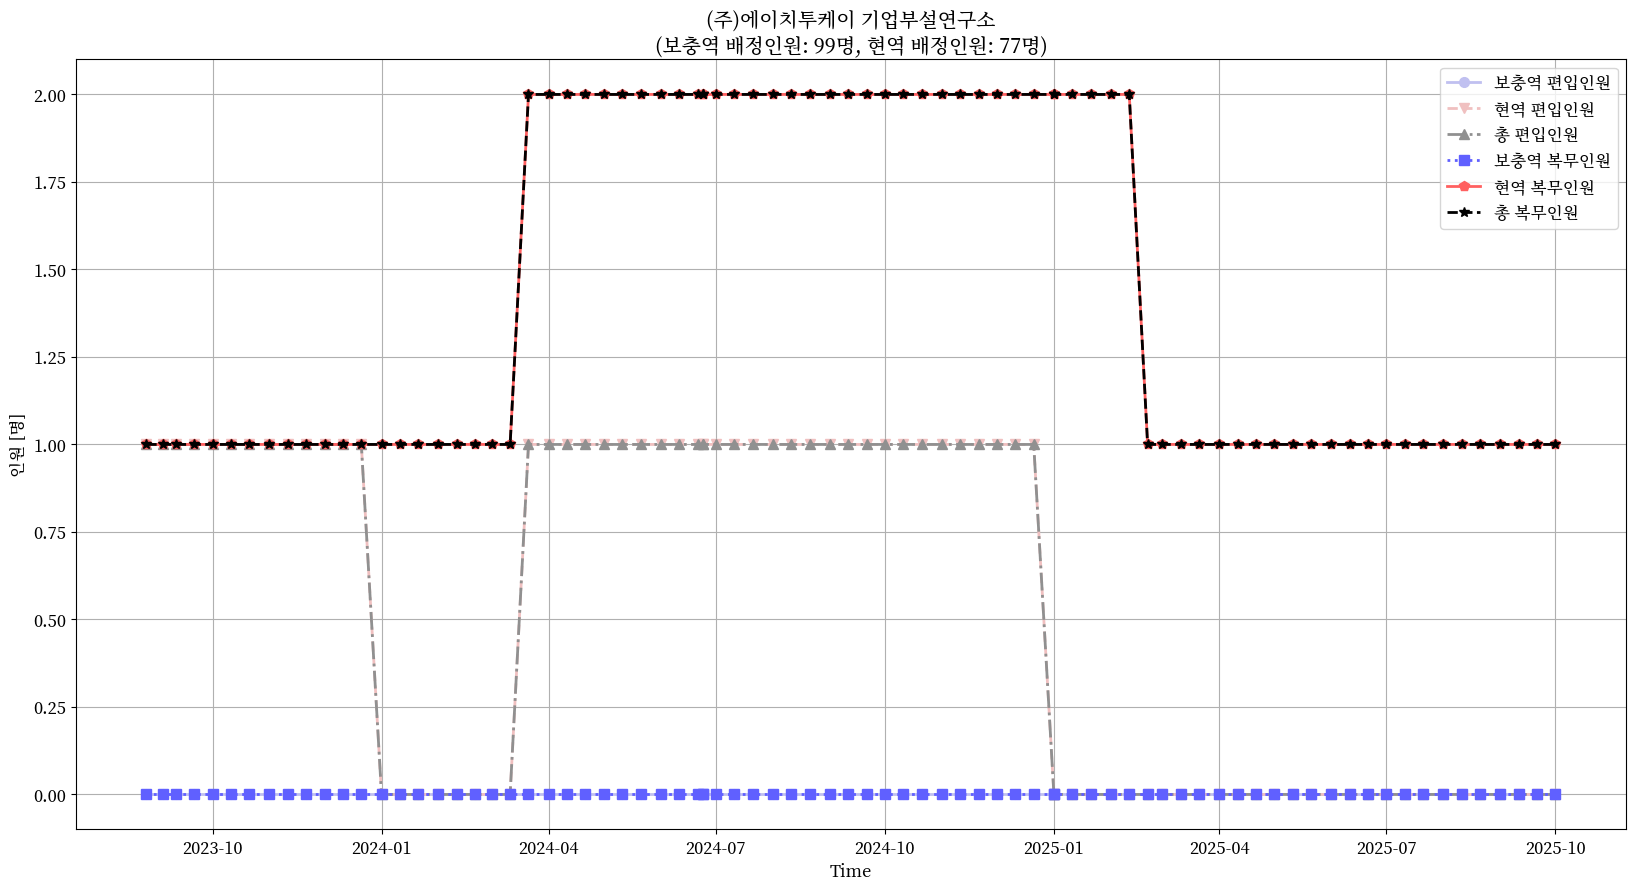 (주)에이치투케이 기업부설연구소
(보충역 배정인원: 99명, 현역 배정인원: 77명)
보충역 편입인원
현역 편입인원
총 편입인원
보충역 복무인원
현역 복무인원
총 복무인원
인원 [명]
2.00
1.75
1.50
1.25
1.00
0.75
0.50
0.25
0.00
2023-10
2024-01
2024-04
2024-07
2024-10
2025-01
2025-04
2025-07
2025-10
Time